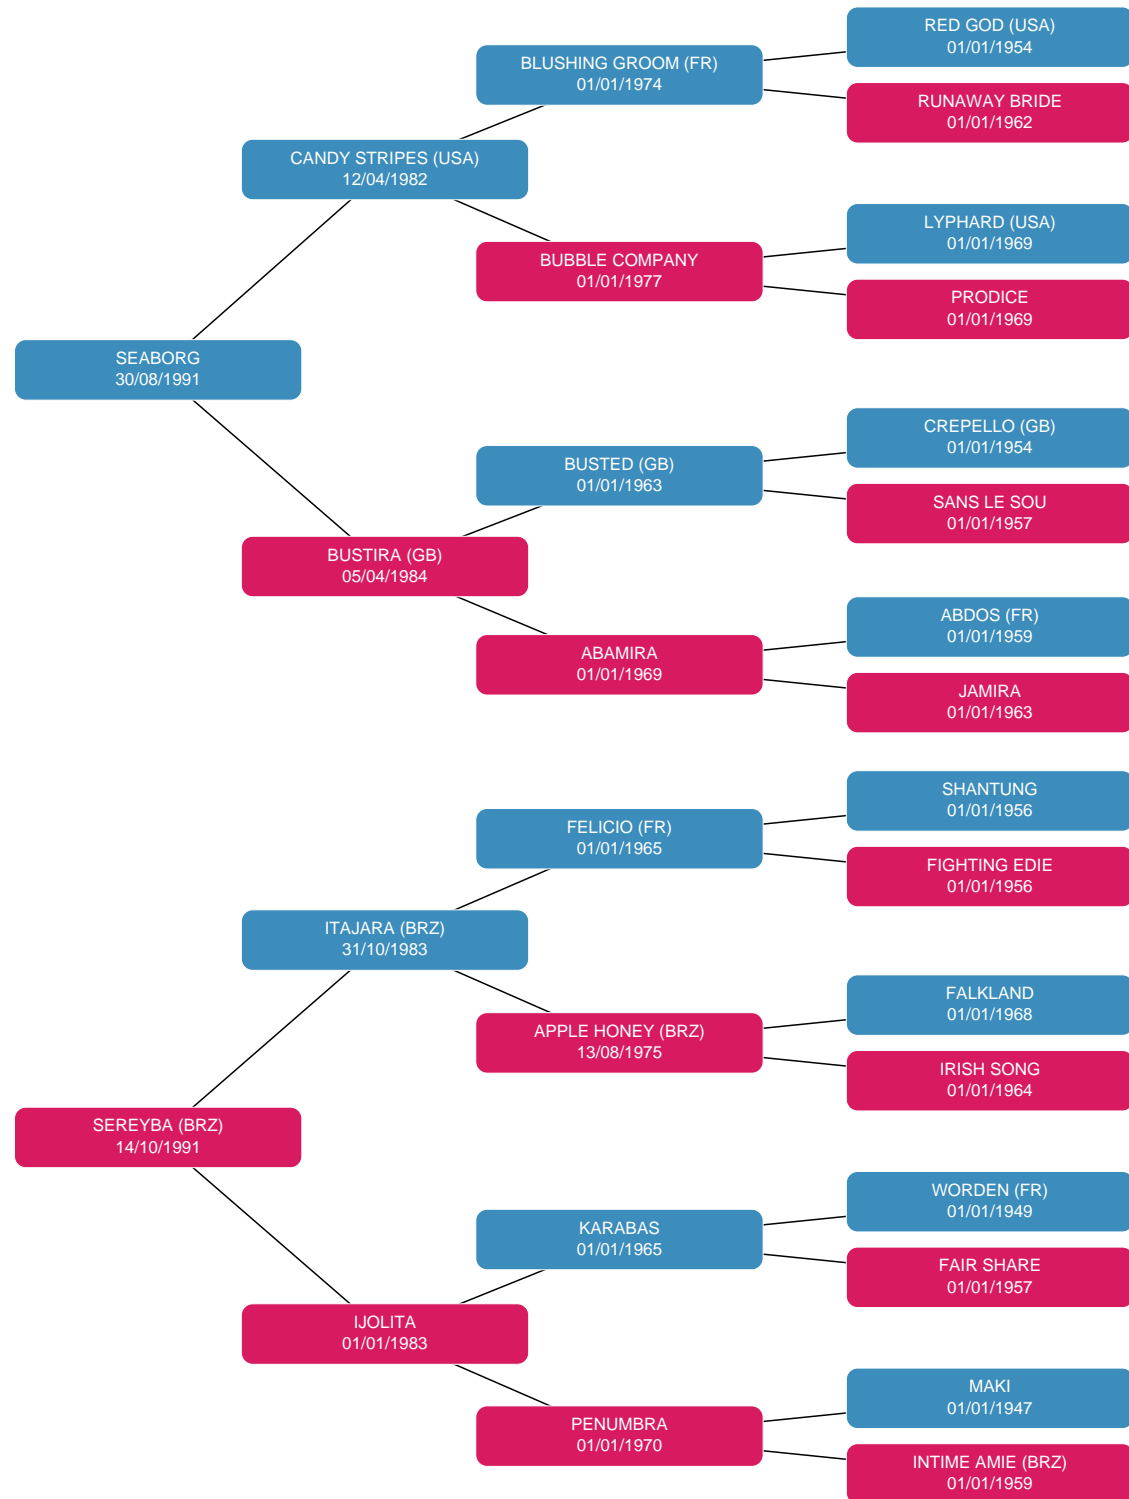 RED GOD (USA)
01/01/1954
BLUSHING GROOM (FR)
01/01/1974
RUNAWAY BRIDE
01/01/1962
CANDY STRIPES (USA)
12/04/1982
LYPHARD (USA)
01/01/1969
BUBBLE COMPANY
01/01/1977
PRODICE
01/01/1969
SEABORG
30/08/1991
CREPELLO (GB)
01/01/1954
BUSTED (GB)
01/01/1963
SANS LE SOU
01/01/1957
BUSTIRA (GB)
05/04/1984
ABDOS (FR)
01/01/1959
ABAMIRA
01/01/1969
JAMIRA
01/01/1963
SHANTUNG
01/01/1956
FELICIO (FR)
01/01/1965
FIGHTING EDIE
01/01/1956
ITAJARA (BRZ)
31/10/1983
FALKLAND
01/01/1968
APPLE HONEY (BRZ)
13/08/1975
IRISH SONG
01/01/1964
SEREYBA (BRZ)
14/10/1991
WORDEN (FR)
01/01/1949
KARABAS
01/01/1965
FAIR SHARE
01/01/1957
IJOLITA
01/01/1983
MAKI
01/01/1947
PENUMBRA
01/01/1970
INTIME AMIE (BRZ)
01/01/1959